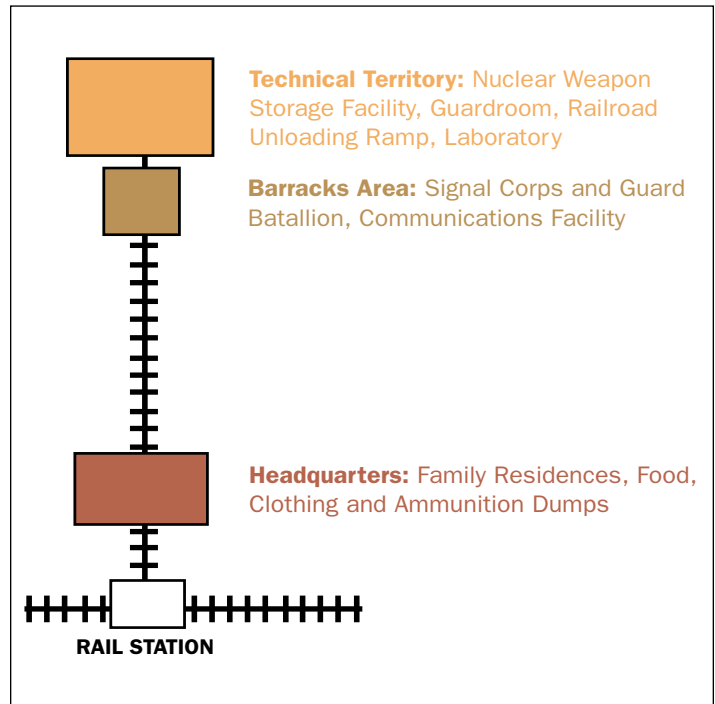 Technical Territory: Nuclear Weapon
Storage Facility, Guardroom, Railroad
Unloading Ramp, Laboratory
Barracks Area: Signal Corps and Guard
Batallion, Communications Facility
Headquarters: Family Residences, Food,
Clothing and Ammunition Dumps
RAIL STATION